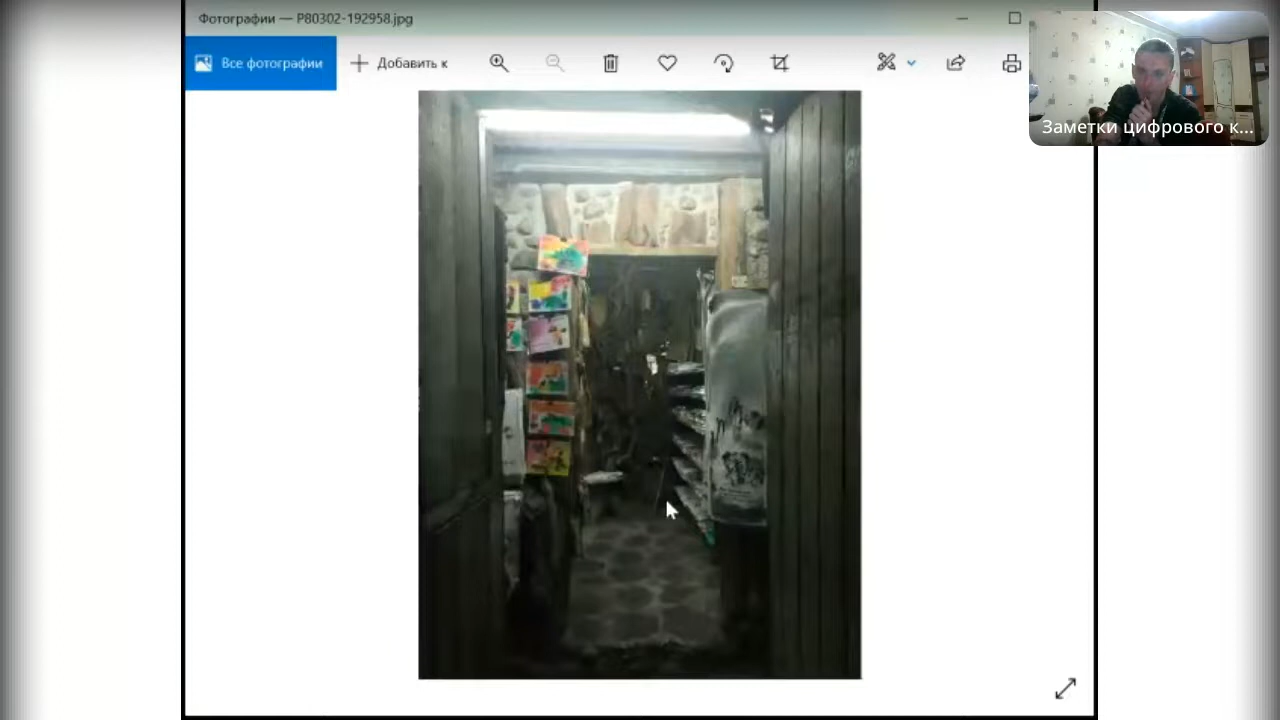 Фотографии — P80302-192958.jpg
Все фотографии
Добавить к
Заметки цифрового к...